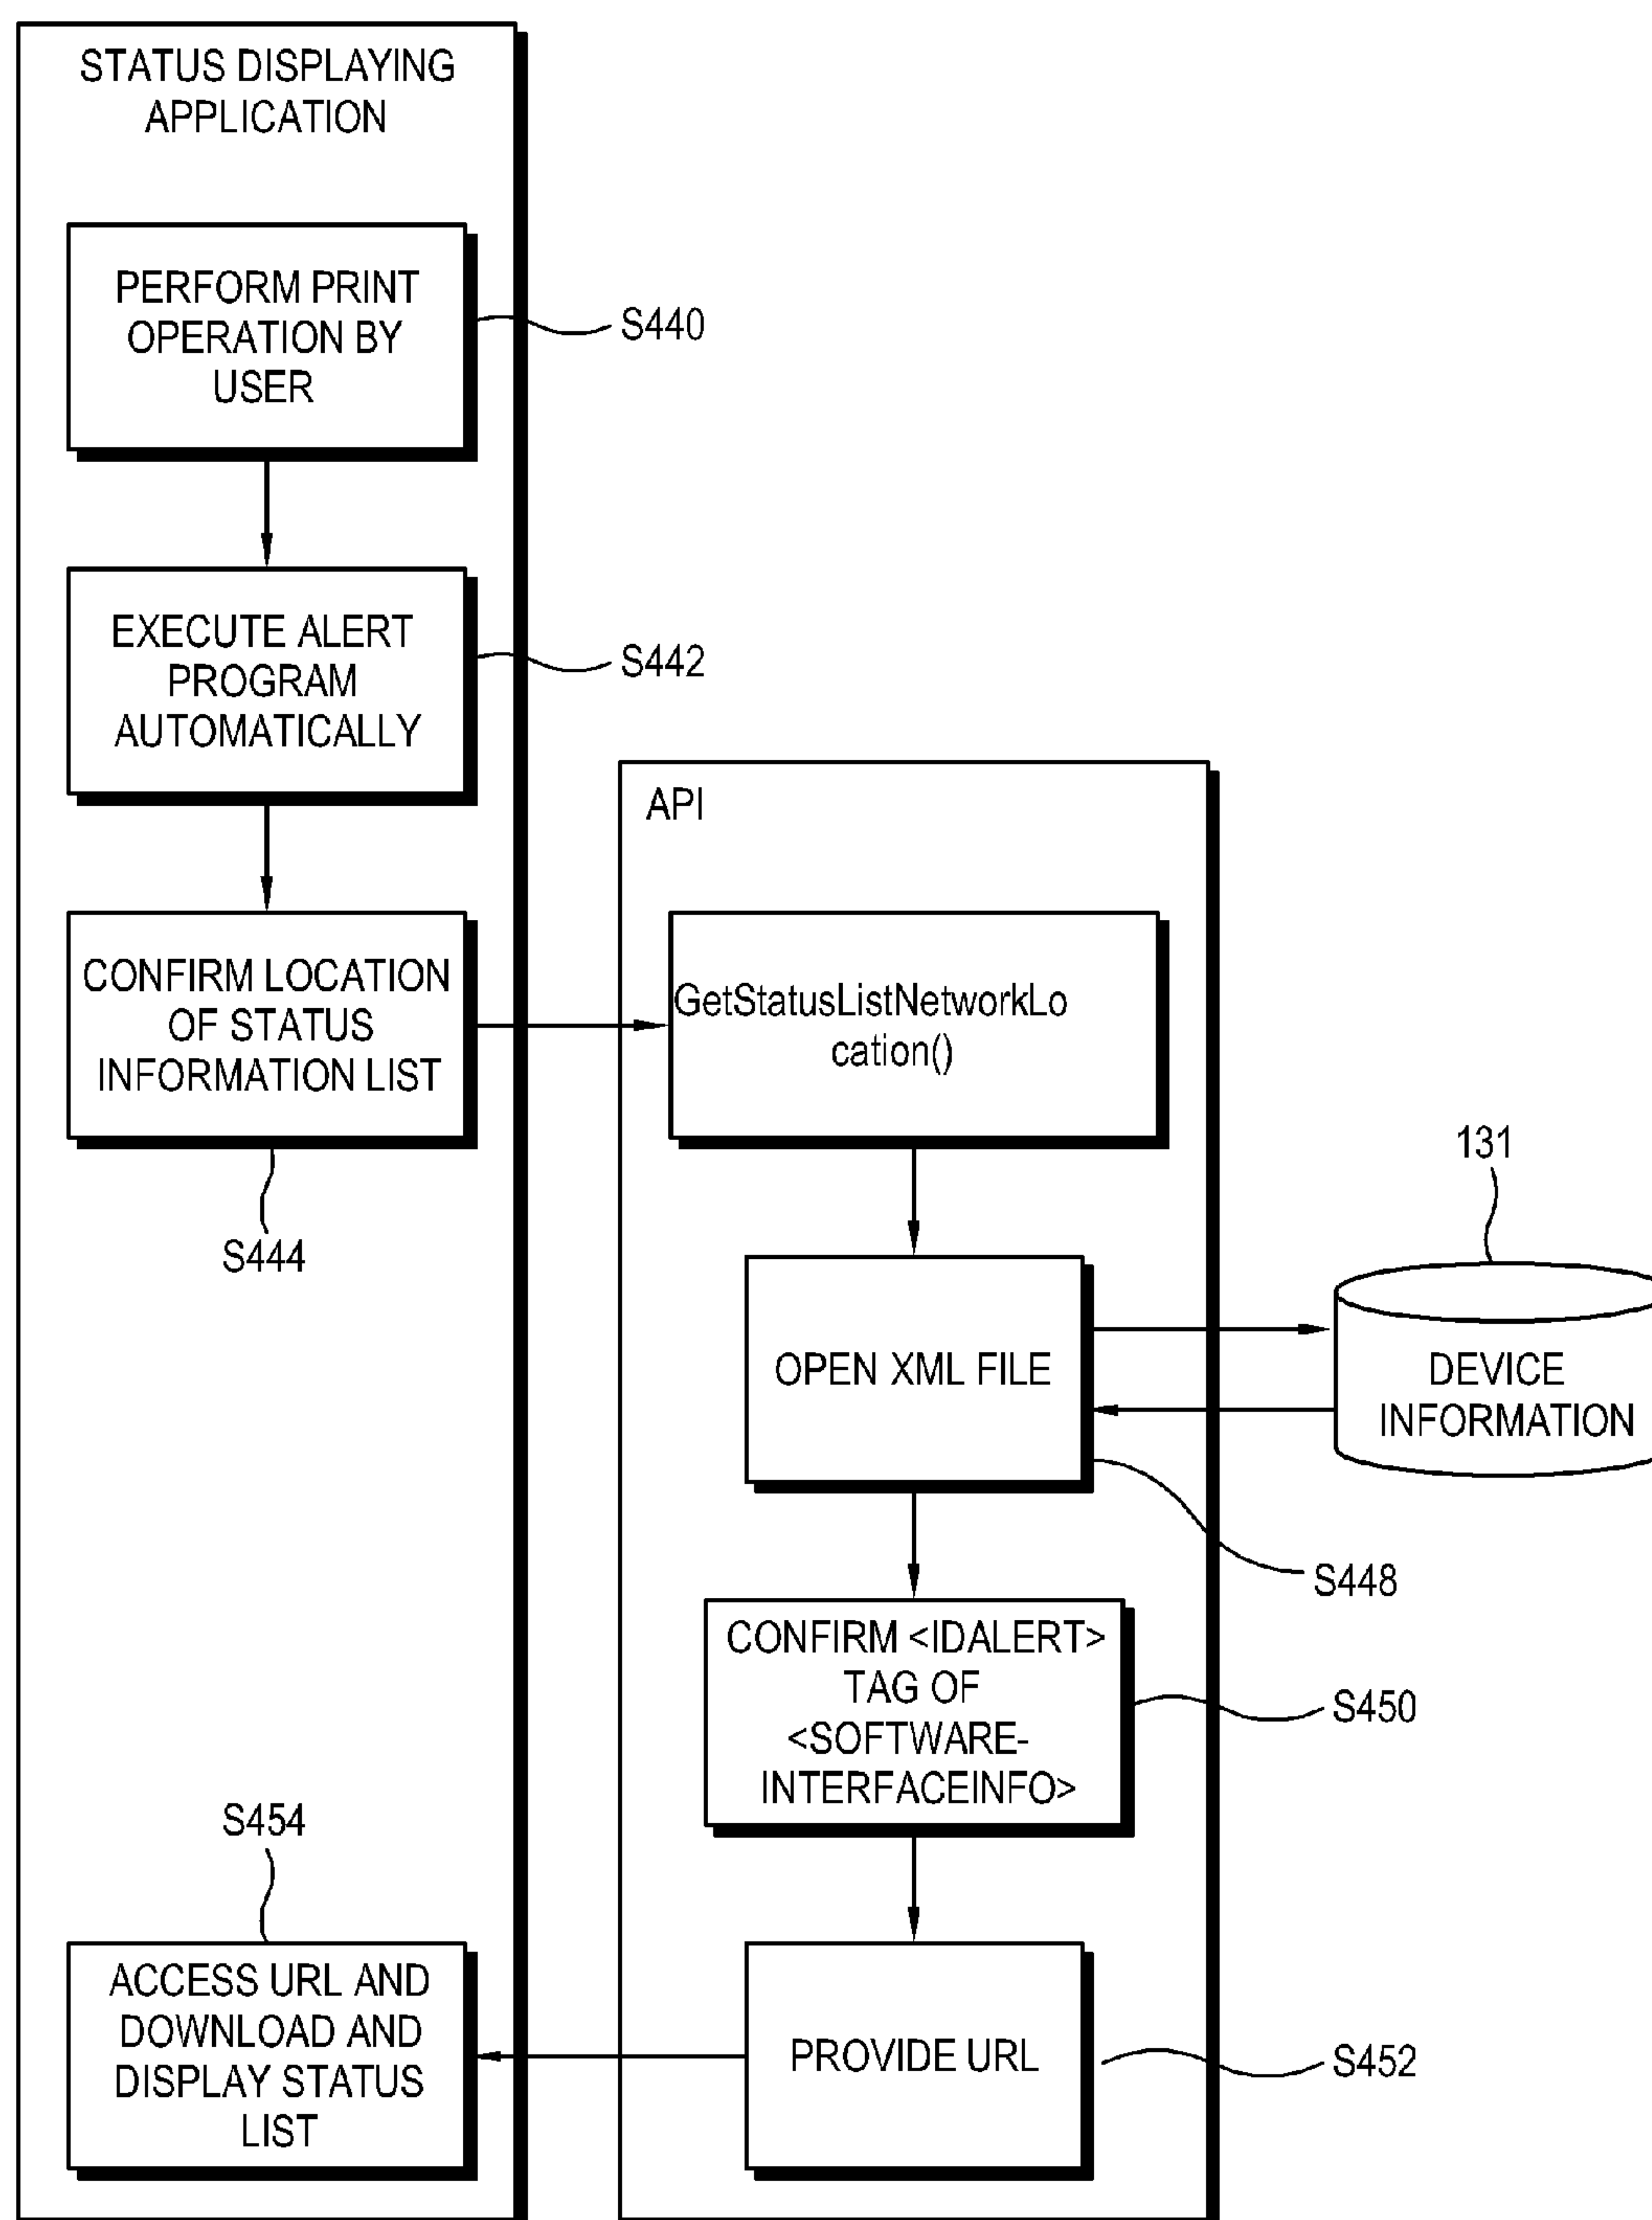 STATUS DISPLAYING
APPLICATION
PERFORM PRINT
OPERATION BY
USER
S440
EXECUTE ALERT
PROGRAM
AUTOMATICALLY
S442
CONFIRM LOCATION
OF STATUS
INFORMATION LIST
S444
API
GetStatusListNetworkLo
cation()
OPEN XML FILE
S448
131
DEVICE
INFORMATION
CONFIRM <IDALERT>
TAG OF
<SOFTWARE-
INTERFACEINFO>
S450
PROVIDE URL
S452
S454
ACCESS URL AND
DOWNLOAD AND
DISPLAY STATUS
LIST